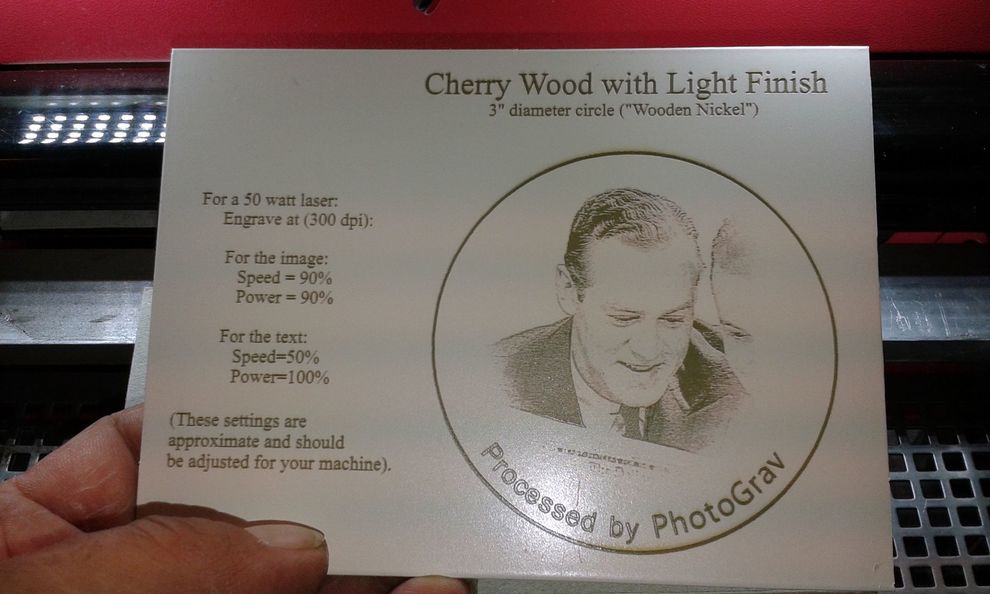 Cherry Wood with Light Finish
3" diameter circle ("Wooden Nickel")
For a 50 watt laser:
Engrave at (300 dpi):
For the image:
Speed = 90%
Power = 90%
For the text:
Speed=50%
Power=100%
(These settings are
approximate and should
be adjusted for your machine).
Processed by PhotoGrav